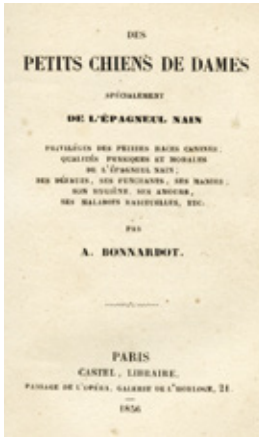 DES
PETITS CHIENS DE DAMES
SPÉCIALEMENT
DE L'ÉPAGNEUL NAIN
PRIVILÉGES DES PETITES RACES CANINES;
QUALITÉS PHYSIQUES ET MORALES
DE L'ÉPAGNEUL NAIN;
SES DÉFAUTS, SES PENCHANTS, SES MANIES;
SON HYGIÈNE, SES AMOURS,
SES MALADIES HABITUELLES, ETC.
PAR
A. BONNARDOT.
PARIS
CASTEL, LIBRAIRE,
PASSAGE DE L'OPÉRA, GALERIE DE L'HORLOGE, 21.
1856